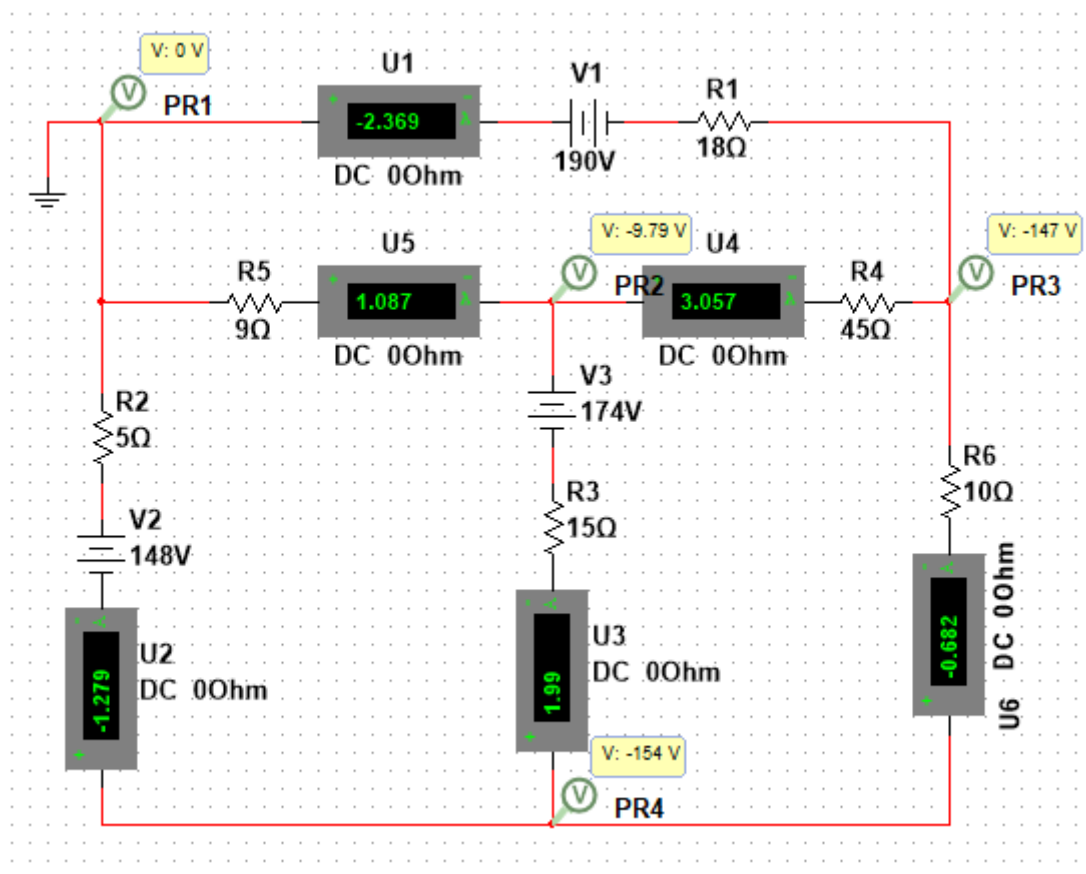 V: 0 V
PR1
U1
-2.369
DC 0Ohm
V1
190V
R1
18Ω
R5
9Ω
U5
1.087
DC 0Ohm
V: -9.79 V
PR2
U4
3.057
DC 0Ohm
R4
45Ω
V: -147 V
PR3
R2
5Ω
V2
148V
U2
DC 0Ohm
-1.279
V3
174V
R3
15Ω
U3
DC 0Ohm
1.99
R6
10Ω
-0.682
DC 0Ohm
U6
V: -154 V
PR4